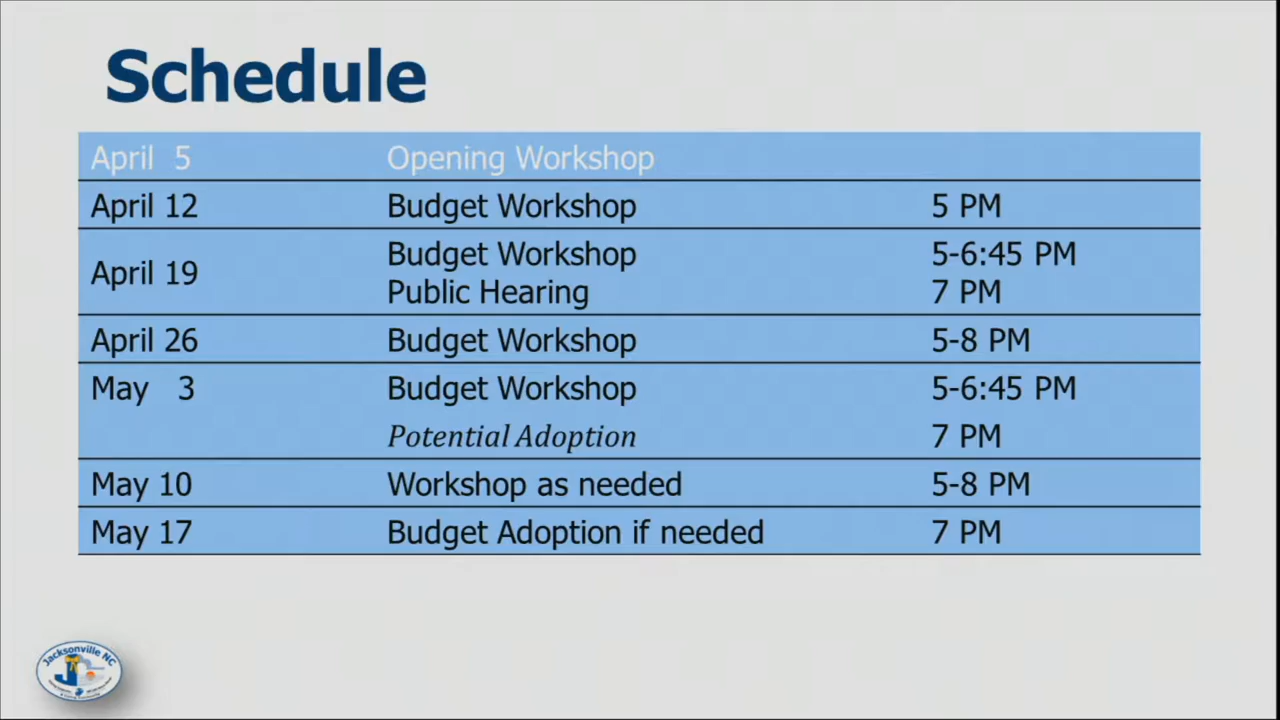 Schedule
April 5 Opening Workshop
April 12 Budget Workshop 5 PM
April 19 Budget Workshop 5-6:45 PM
Public Hearing 7 PM
April 26 Budget Workshop 5-8 PM
May 3 Budget Workshop 5-6:45 PM
Potential Adoption 7 PM
May 10 Workshop as needed 5-8 PM
May 17 Budget Adoption if needed 7 PM
Jacksonville NC